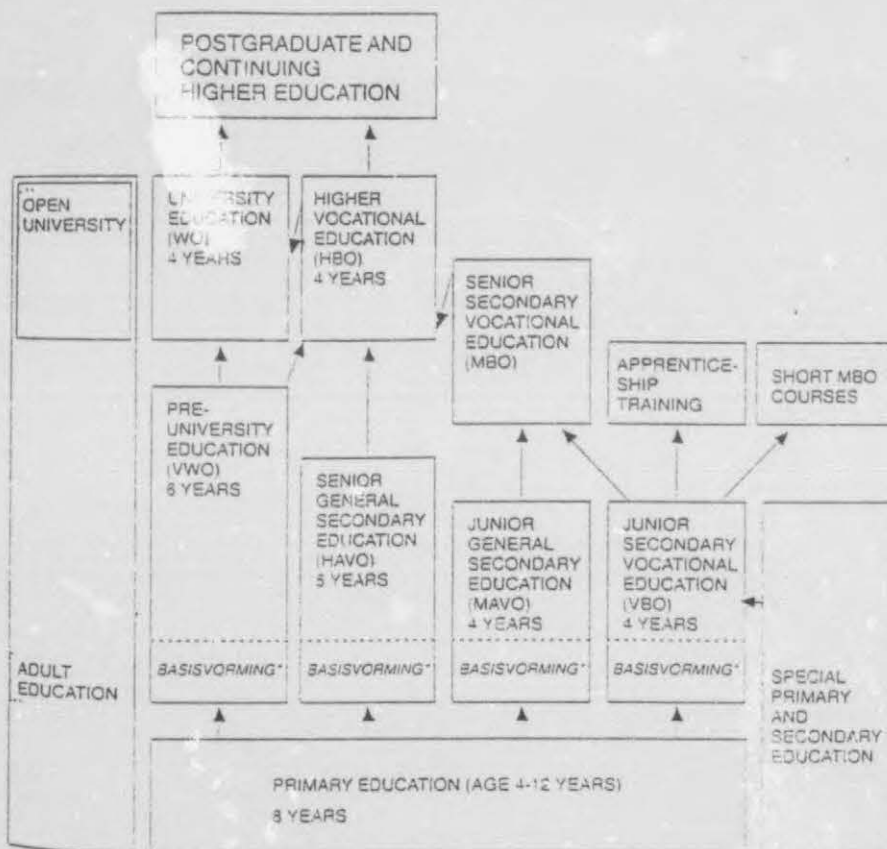 POSTGRADUATE AND
CONTINUING
HIGHER EDUCATION
OPEN
UNIVERSITY
UNIVERSITY
EDUCATION
(WO)
4 YEARS
HIGHER
VOCATIONAL
EDUCATION
(HBO)
4 YEARS
SENIOR
SECONDARY
VOCATIONAL
EDUCATION
(MBO)
APPRENTICE-
SHIP
TRAINING
SHORT MBO
COURSES
PRE-
UNIVERSITY
EDUCATION
(VWO)
6 YEARS
SENIOR
GENERAL
SECONDARY
EDUCATION
(HAVO)
5 YEARS
JUNIOR
GENERAL
SECONDARY
EDUCATION
(MAVO)
4 YEARS
JUNIOR
SECONDARY
VOCATIONAL
EDUCATION
(VBO)
4 YEARS
ADULT
EDUCATION
BASISVORMING*
BASISVORMING*
BASISVORMING*
BASISVORMING*
SPECIAL
PRIMARY
AND
SECONDARY
EDUCATION
PRIMARY EDUCATION (AGE 4-12 YEARS)
8 YEARS